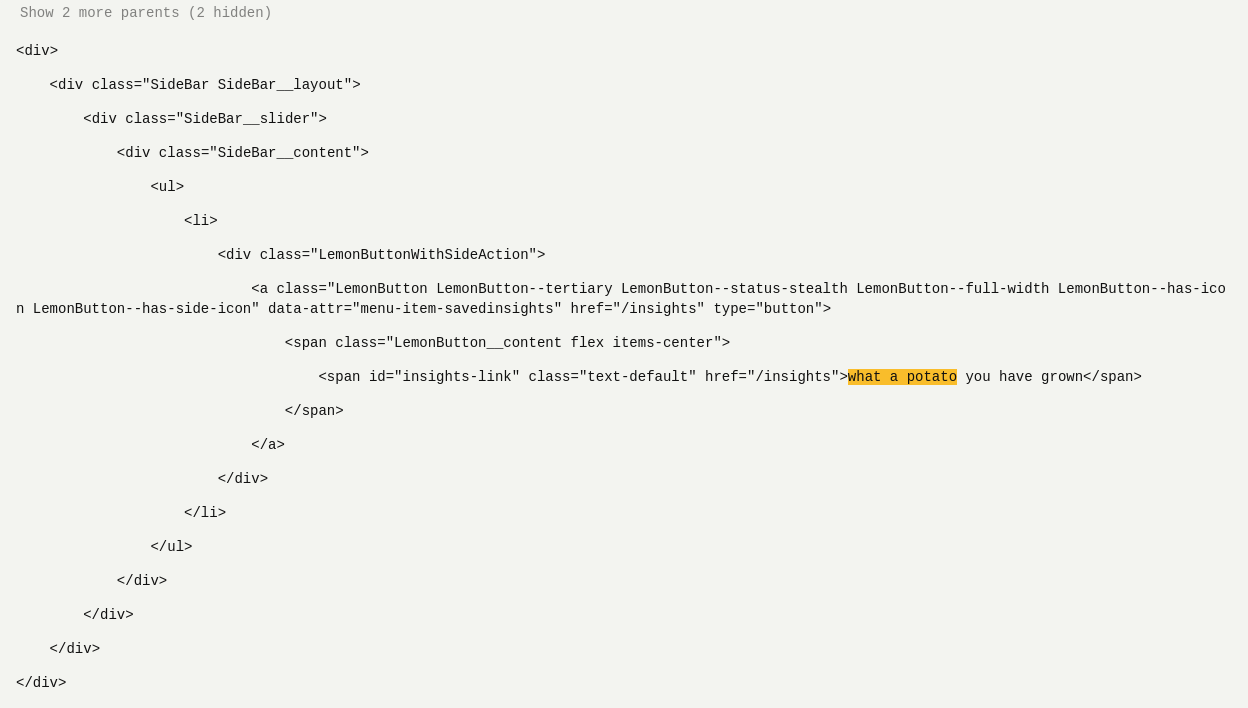 Show 2 more parents (2 hidden)
<div>
<div class="SideBar SideBar__layout">
<div class="SideBar__slider">
<div class="SideBar__content">
<ul>
<li>
<div class="LemonButtonWithSideAction">
<a class="LemonButton LemonButton--tertiary LemonButton--status-stealth LemonButton--full-width LemonButton--has-ico
n LemonButton--has-side-icon" data-attr="menu-item-savedinsights" href="/insights" type="button">
<span class="LemonButton__content flex items-center">
<span id="insights-link" class="text-default" href="/insights">what a potato you have grown</span>
</span>
</a>
</div>
</li>
</ul>
</div>
</div>
</div>
</div>